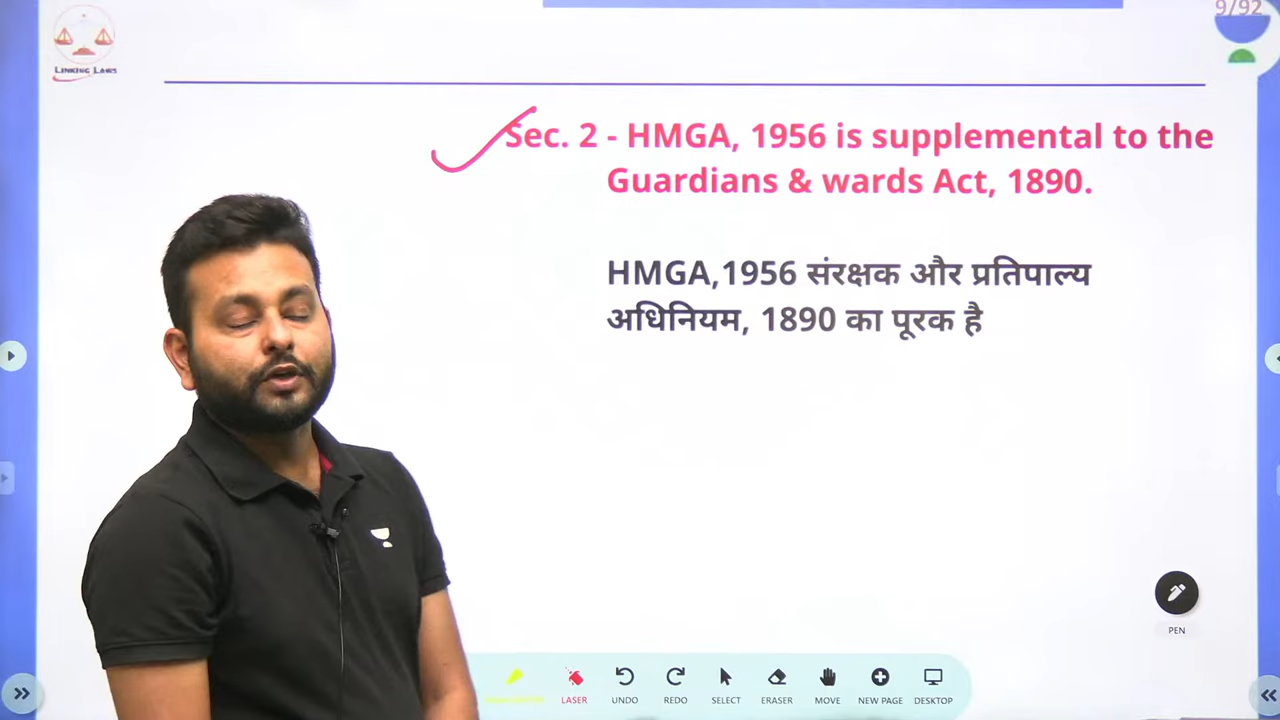 9/92
LINKING LAWS
Sec. 2 - HMGA, 1956 is supplemental to the
Guardians & wards Act, 1890.
HMGA,1956 संरक्षक और प्रतिपाल्य
अधिनियम, 1890 का पूरक है
PEN
LASER
UNDO
REDO
SELECT
ERASER
MOVE
NEW PAGE
DESKTOP